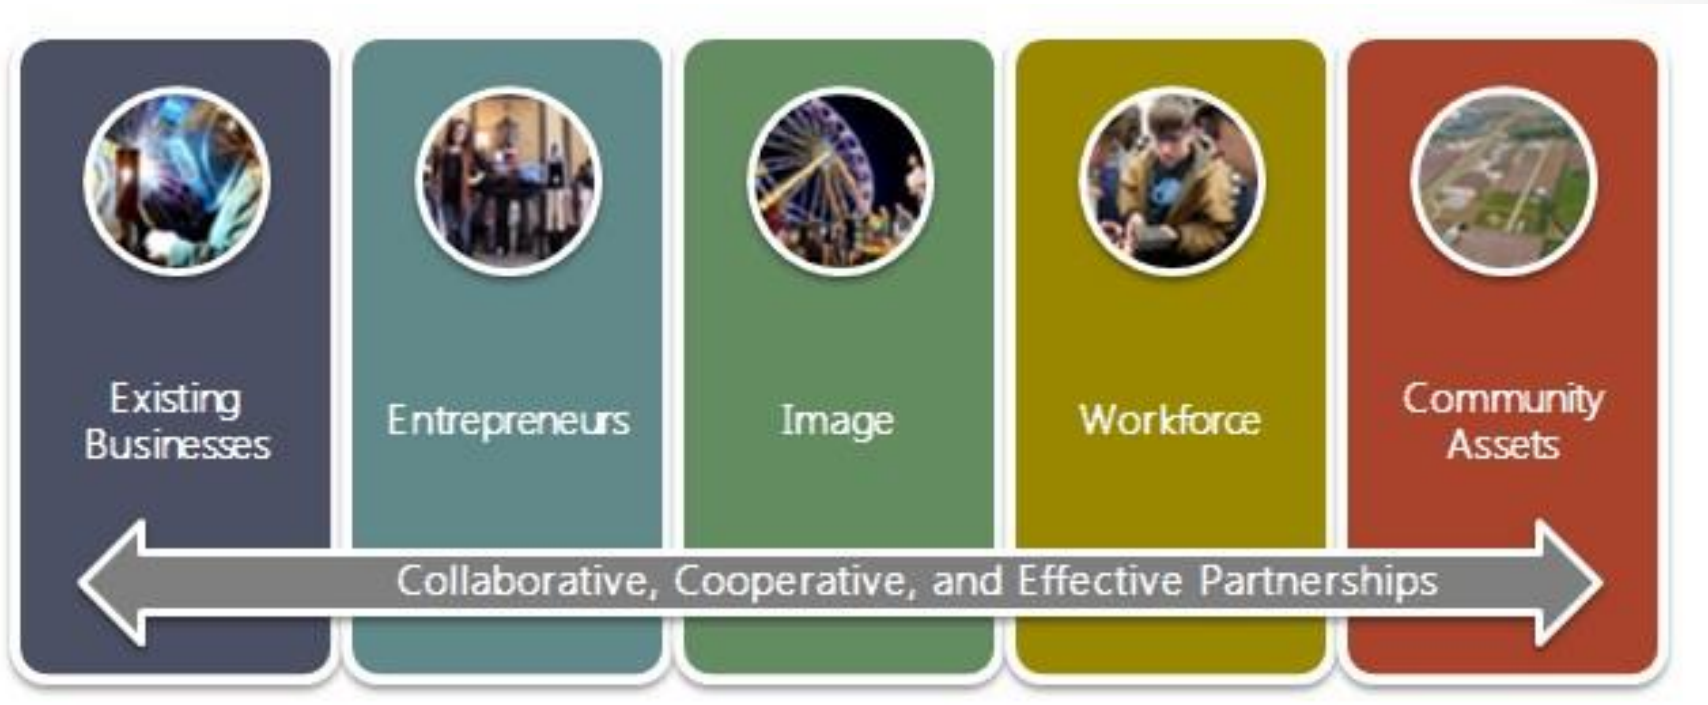 Existing
Businesses
Entrepreneurs
Image
Workforce
Community
Assets
Collaborative, Cooperative, and Effective Partnerships